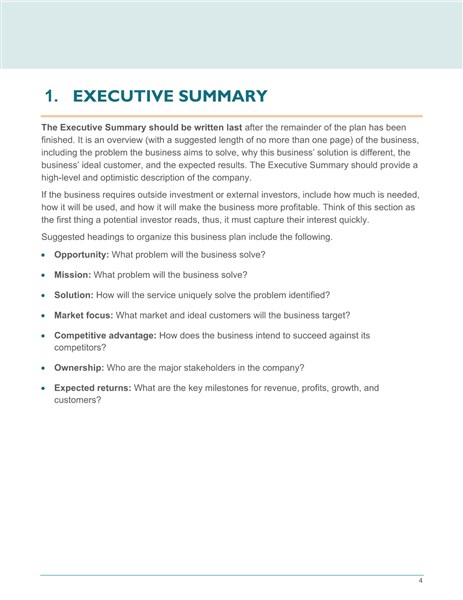 1. EXECUTIVE SUMMARY
The Executive Summary should be written last after the remainder of the plan has been
finished. It is an overview (with a suggested length of no more than one page) of the business,
including the problem the business aims to solve, why this business' solution is different, the
business' ideal customer, and the expected results. The Executive Summary should provide a
high-level and optimistic description of the company.
If the business requires outside investment or external investors, include how much is needed,
how it will be used, and how it will make the business more profitable. Think of this section as
the first thing a potential investor reads, thus, it must capture their interest quickly.
Suggested headings to organize this business plan include the following.
• Opportunity: What problem will the business solve?
• Mission: What problem will the business solve?
• Solution: How will the service uniquely solve the problem identified?
• Market focus: What market and ideal customers will the business target?
• Competitive advantage: How does the business intend to succeed against its
competitors?
• Ownership: Who are the major stakeholders in the company?
• Expected returns: What are the key milestones for revenue, profits, growth, and
customers?
4